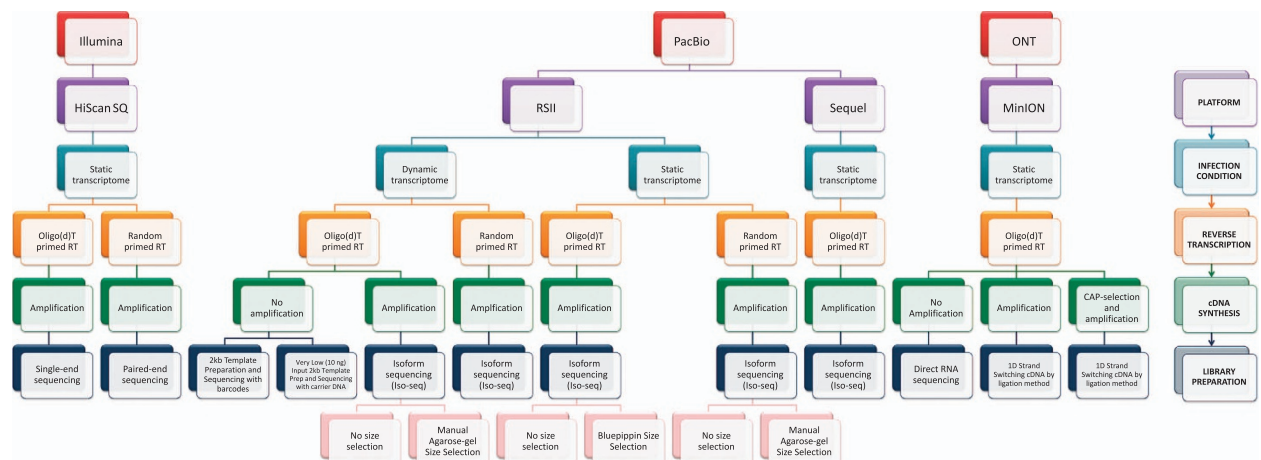 Illumina
PacBio
ONT
HiScan SQ
RSII
Sequel
MinION
PLATFORM
Static
transcriptome
Dynamic
transcriptome
Static
transcriptome
Static
transcriptome
Static
transcriptome
INFECTION
CONDITION
Oligo(d)T
primed RT
Random
primed RT
Oligo(d)T
primed RT
Random
primed RT
Oligo(d)T
primed RT
Random
primed RT
Oligo(d)T
primed RT
Oligo(d)T
primed RT
REVERSE
TRANSCRIPTION
Amplification
Amplification
No
amplification
Amplification
Amplification
Amplification
Amplification
Amplification
No
Amplification
Amplification
CAP-selection
and
amplification
cDNA
SYNTHESIS
Single-end
sequencing
Paired-end
sequencing
2kb Template
Preparation and
Sequencing with
barcodes
Very Low (10 ng)
Input 2kb Template
Prep and Sequencing
with carrier DNA
Isoform
sequencing
(Iso-seq)
Isoform
sequencing
(Iso-seq)
Isoform
sequencing
(Iso-seq)
Isoform
sequencing
(Iso-seq)
Isoform
sequencing
(Iso-seq)
Direct RNA
sequencing
1D Strand
Switching cDNA by
ligation method
1D Strand
Switching cDNA by
ligation method
LIBRARY
PREPARATION
No size
selection
Manual
Agarose-gel
Size Selection
No size
selection
Bluepippin Size
Selection
No size
selection
Manual
Agarose-gel
Size Selection